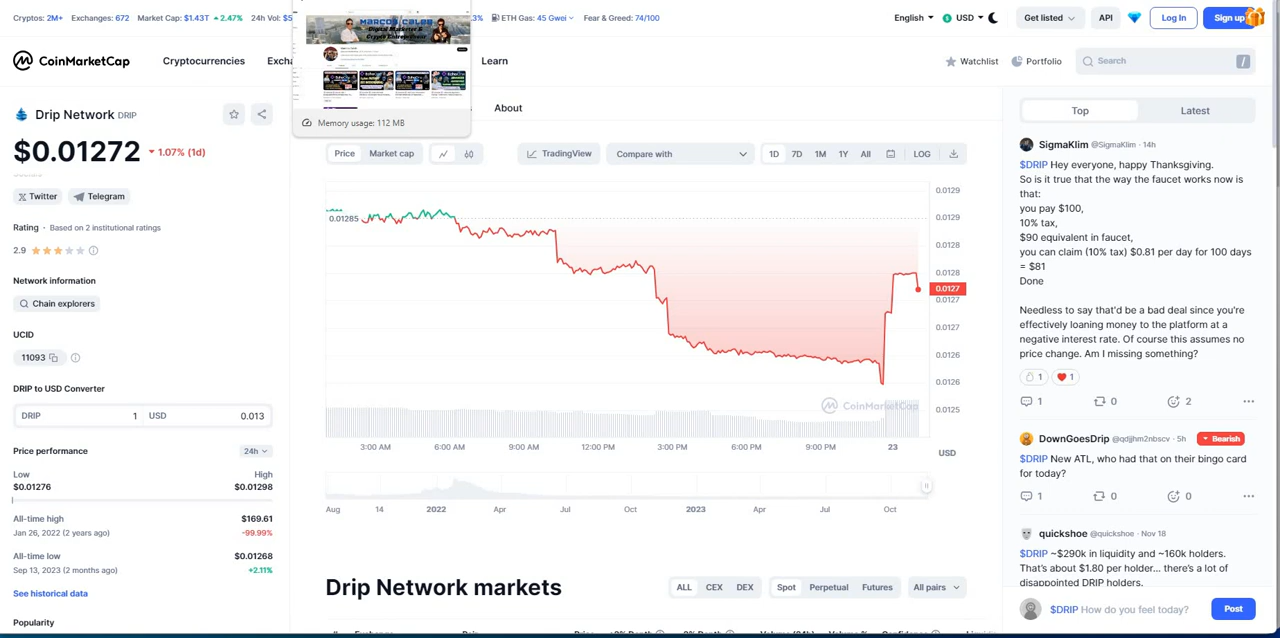 Cryptos: 2M+ Exchanges: 672 Market Cap: $1.43T 2.47% 24h Vol: $5 .3% ETH Gas: 45 Gwei Fear & Greed: 74/100 English USD Get listed API Log In Sign up
MARCOS CALEB
Digital Marketer &
Crypto Entrepreneur
CoinMarketCap Cryptocurrencies Excha Learn Watchlist Portfolio Search /
Memory usage: 112 MB
About
Drip Network DRIP
$0.01272 1.07% (1d)
Twitter Telegram
Rating · Based on 2 institutional ratings
2.9
Network information
Chain explorers
UCID
11093
DRIP to USD Converter
DRIP 1 USD 0.013
Price performance 24h
Low High
$0.01276 $0.01298
All-time high $169.61
Jan 26, 2022 (2 years ago) -99.99%
All-time low $0.01268
Sep 13, 2023 (2 months ago) +2.11%
See historical data
Popularity
Price Market cap TradingView Compare with 1D 7D 1M 1Y All LOG
0.0129
0.01285 0.0129
0.0128
0.0128
0.0127
0.0127
0.0127
0.0126
0.0126
0.0125
CoinMarketCap
3:00 AM 6:00 AM 9:00 AM 12:00 PM 3:00 PM 6:00 PM 9:00 PM 23 USD
Aug 14 2022 Apr Jul Oct 2023 Apr Jul Oct
Drip Network markets ALL CEX DEX Spot Perpetual Futures All pairs
Top Latest
SigmaKlim @SigmaKlim · 14h
$DRIP Hey everyone, happy Thanksgiving.
So is it true that the way the faucet works now is
that:
you pay $100,
10% tax,
$90 equivalent in faucet,
you can claim (10% tax) $0.81 per day for 100 days
= $81
Done
Needless to say that'd be a bad deal since you're
effectively loaning money to the platform at a
negative interest rate. Of course this assumes no
price change. Am I missing something?
1 1
1 0 2
DownGoesDrip @qdjjhm2nbscv · 5h Bearish
$DRIP New ATL, who had that on their bingo card
for today?
1 0 0
quickshoe @quickshoe · Nov 18
$DRIP ~$290k in liquidity and ~160k holders.
That's about $1.80 per holder... there's a lot of
disappointed DRIP holders.
$DRIP How do you feel today? Post